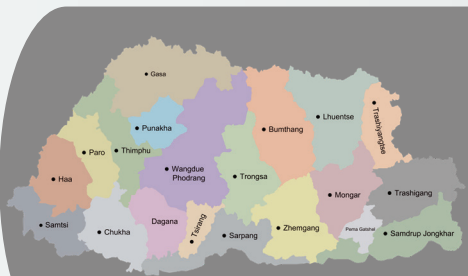 Gasa
Punakha
Thimphu
Paro
Haa
Samtsi
Chukha
Dagana
Tsirang
Wangdue
Phodrang
Trongsa
Bumthang
Lhuentse
Trashiyangtse
Mongar
Trashigang
Zhemgang
Sarpang
Pema Gatshel
Samdrup Jongkhar